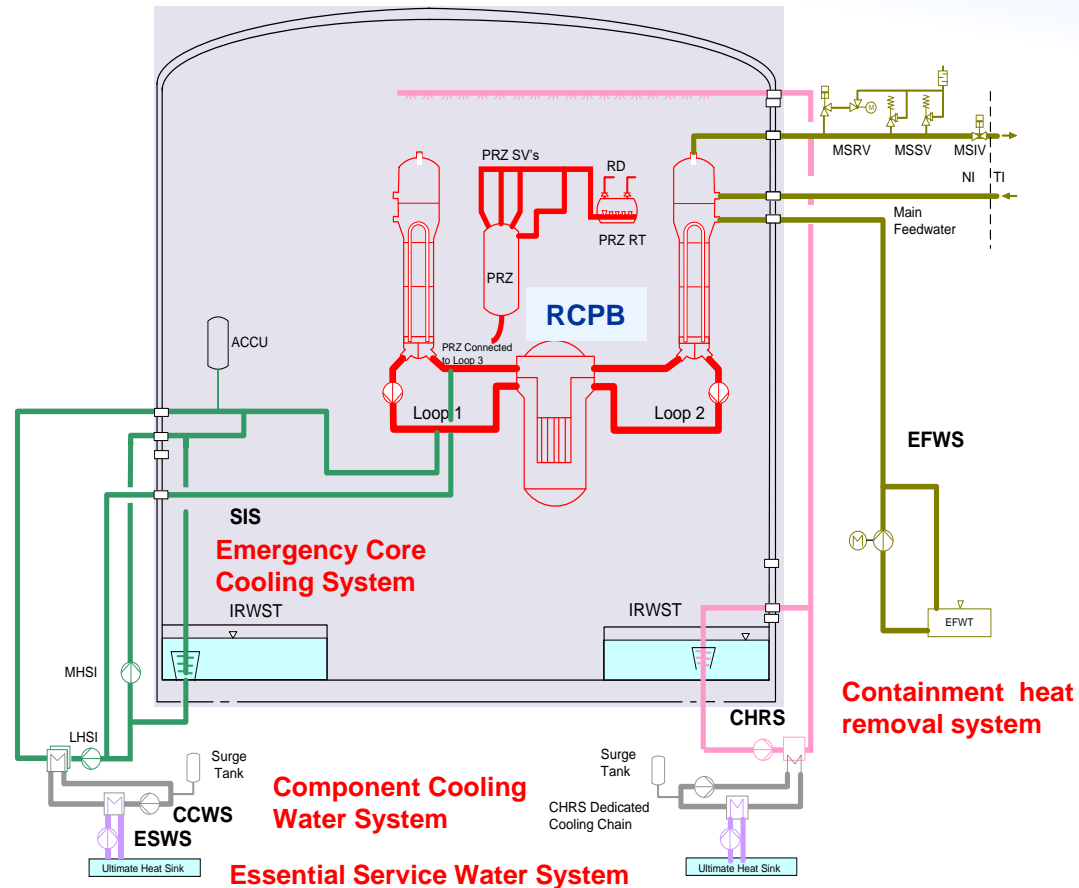 MSRV
MSSV
MSIV
M
NI
TI
Main
Feedwater
PRZ SV's
RD
PRZ RT
PRZ
RCPB
PRZ Connected
to Loop 3
ACCU
Loop 1
Loop 2
EFWS
SIS
Emergency Core
Cooling System
IRWST
IRWST
M
EFWT
MHSI
LHSI
CHRS
Containment heat
removal system
Surge
Tank
Surge
Tank
M
M
Component Cooling
Water System
CHRS Dedicated
Cooling Chain
CCWS
M
M
ESWS
Ultimate Heat Sink
Ultimate Heat Sink
Essential Service Water System